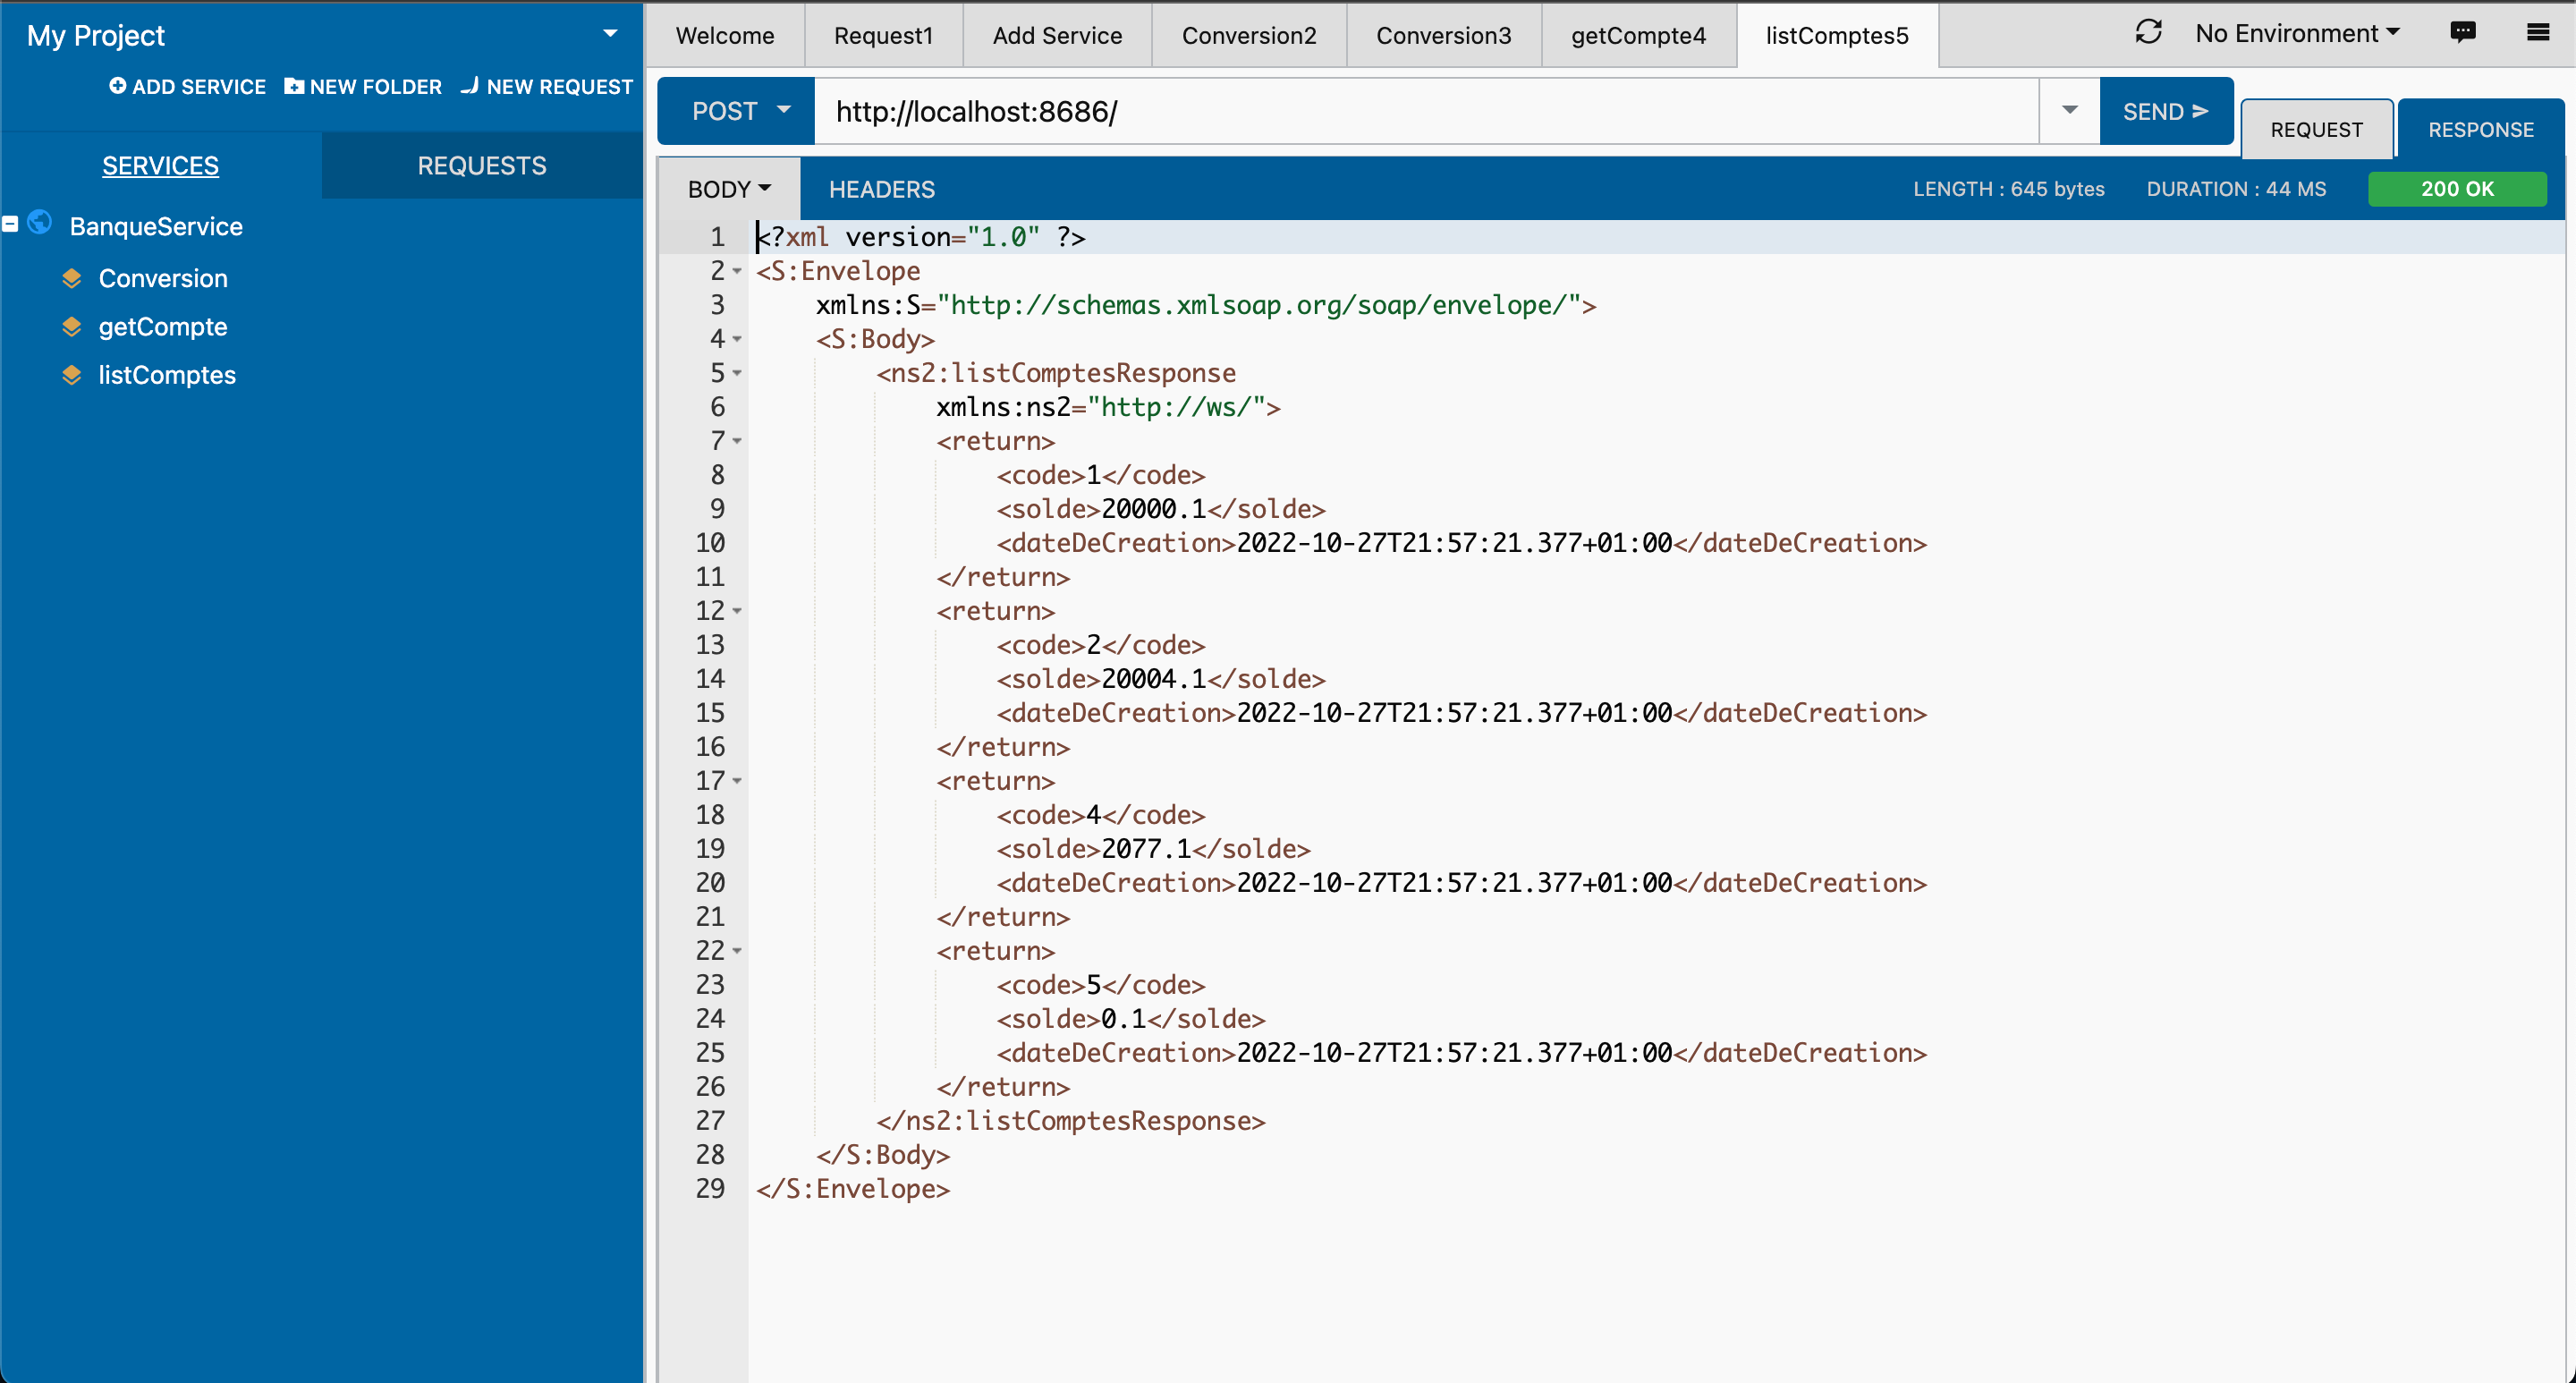 My Project
ADD SERVICE NEW FOLDER NEW REQUEST
SERVICES REQUESTS
BanqueService
Conversion
getCompte
listComptes
Welcome Request1 Add Service Conversion2 Conversion3 getCompte4 listComptes5 No Environment
POST http://localhost:8686/ SEND REQUEST RESPONSE
BODY HEADERS LENGTH : 645 bytes DURATION : 44 MS 200 OK
1 <?xml version="1.0" ?>
2 <S:Envelope
3 xmlns:S="http://schemas.xmlsoap.org/soap/envelope/">
4 <S:Body>
5 <ns2:listComptesResponse
6 xmlns:ns2="http://ws/">
7 <return>
8 <code>1</code>
9 <solde>20000.1</solde>
10 <dateDeCreation>2022-10-27T21:57:21.377+01:00</dateDeCreation>
11 </return>
12 <return>
13 <code>2</code>
14 <solde>20004.1</solde>
15 <dateDeCreation>2022-10-27T21:57:21.377+01:00</dateDeCreation>
16 </return>
17 <return>
18 <code>4</code>
19 <solde>2077.1</solde>
20 <dateDeCreation>2022-10-27T21:57:21.377+01:00</dateDeCreation>
21 </return>
22 <return>
23 <code>5</code>
24 <solde>0.1</solde>
25 <dateDeCreation>2022-10-27T21:57:21.377+01:00</dateDeCreation>
26 </return>
27 </ns2:listComptesResponse>
28 </S:Body>
29 </S:Envelope>